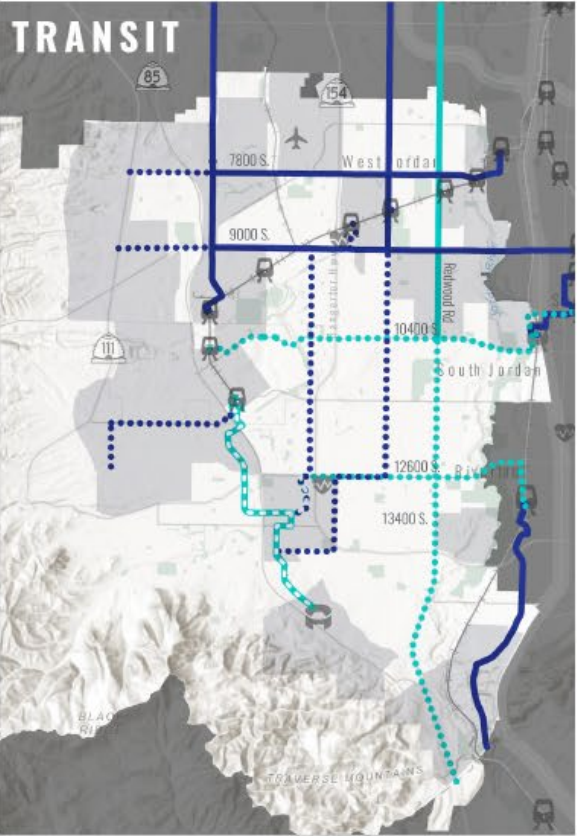 TRANSIT
85
154
7800 S.
West Jordan
9000 S.
Redwood Rd
10400 S.
111
South Jordan
12600 S.
13400 S.
TRAVERSE MOUNTAINS